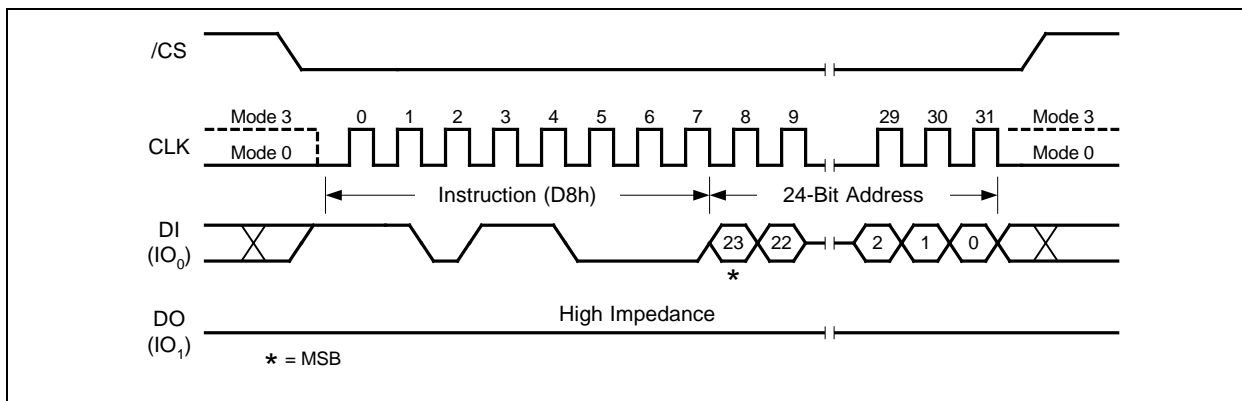 /CS
Mode 3 0 1 2 3 4 5 6 7 8 9 29 30 31 Mode 3
CLK
Mode 0 Mode 0
Instruction (D8h) 24-Bit Address
DI
(IO0)
23 22 2 1 0
*
High Impedance
DO
(IO1)
* = MSB